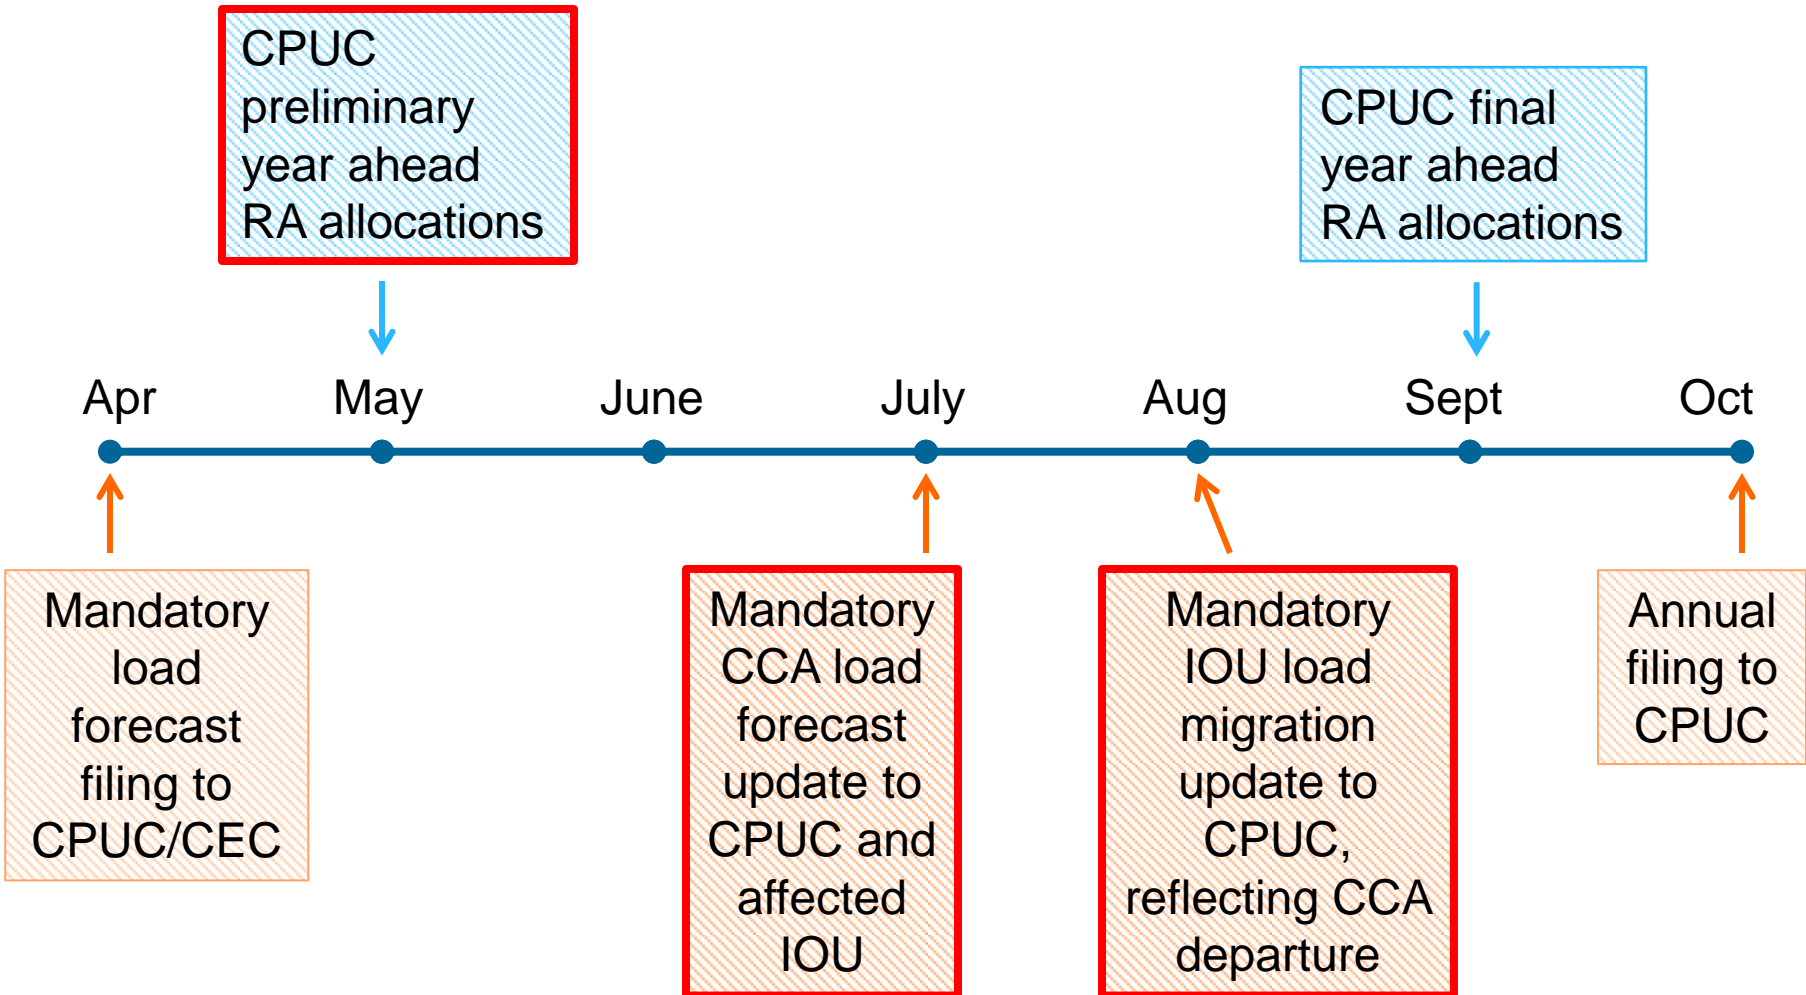 CPUC
preliminary
year ahead
RA allocations
CPUC final
year ahead
RA allocations
Apr
May
June
July
Aug
Sept
Oct
Mandatory
load
forecast
filing to
CPUC/CEC
Mandatory
CCA load
forecast
update to
CPUC and
affected
IOU
Mandatory
IOU load
migration
update to
CPUC,
reflecting CCA
departure
Annual
filing to
CPUC